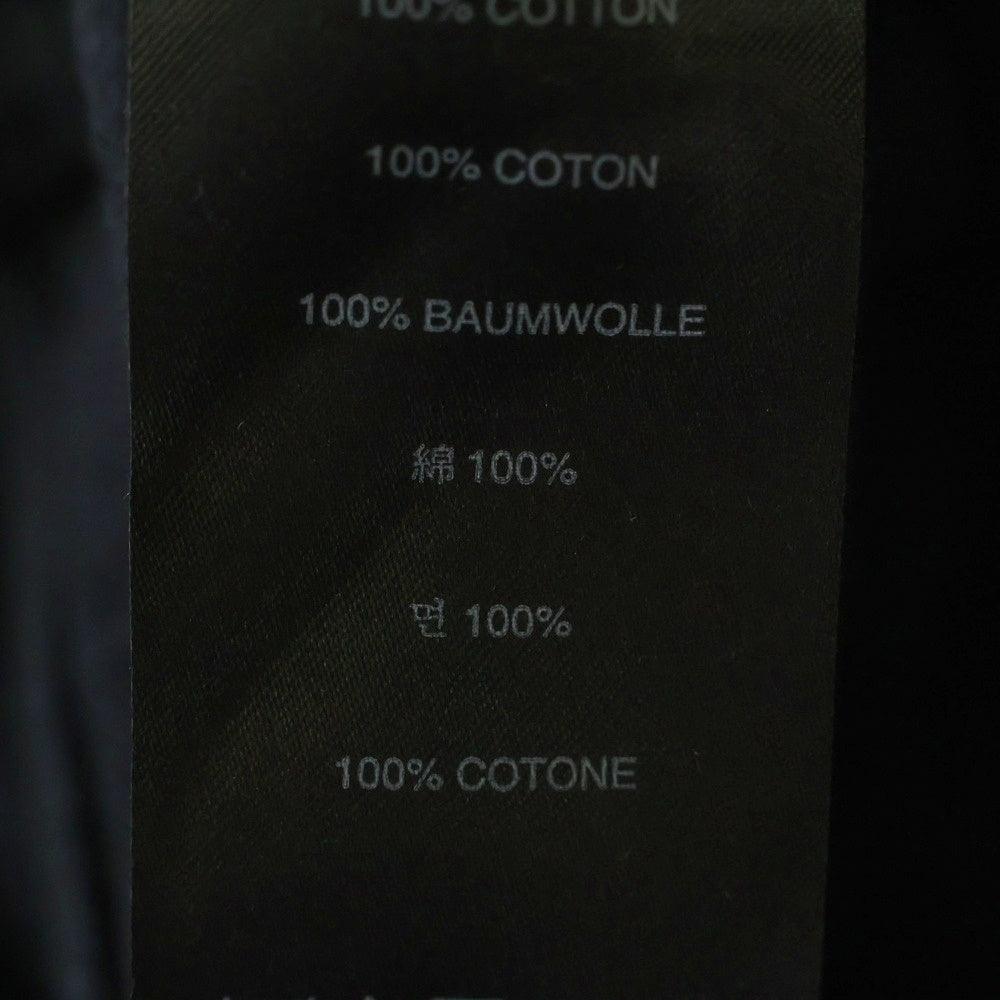 100% COTTON
100% COTON
100% BAUMWOLLE
綿 100%
면 100%
100% COTONE